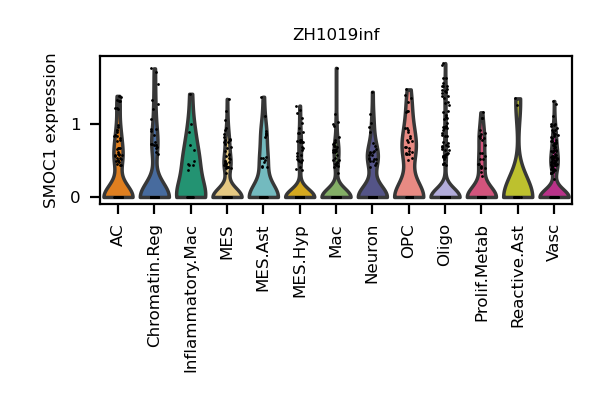 ZH1019inf
SMOC1 expression
1
0
AC
Chromatin.Reg
Inflammatory.Mac
MES
MES.Ast
MES.Hyp
Mac
Neuron
OPC
Oligo
Prolif.Metab
Reactive.Ast
Vasc